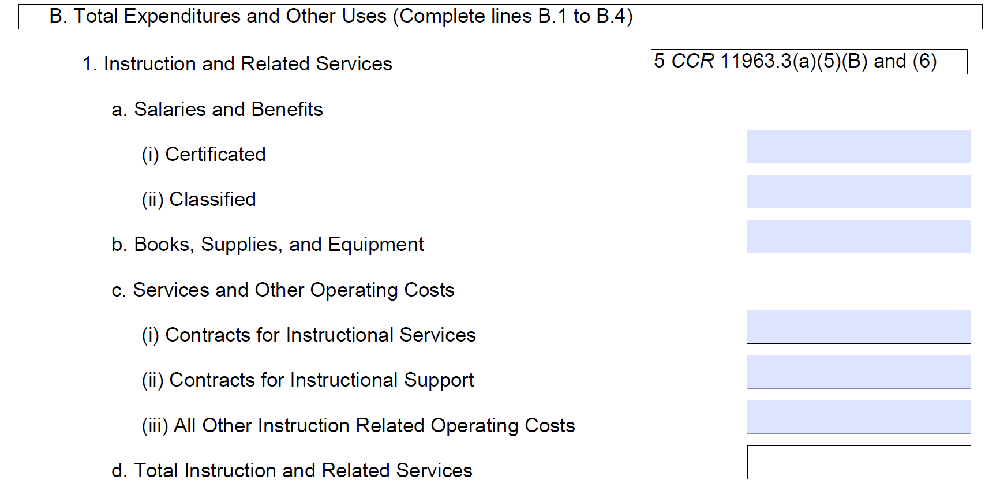 B. Total Expenditures and Other Uses (Complete lines B.1 to B.4)
1. Instruction and Related Services
5 CCR 11963.3(a)(5)(B) and (6)
a. Salaries and Benefits
(i) Certificated
(ii) Classified
b. Books, Supplies, and Equipment
c. Services and Other Operating Costs
(i) Contracts for Instructional Services
(ii) Contracts for Instructional Support
(iii) All Other Instruction Related Operating Costs
d. Total Instruction and Related Services